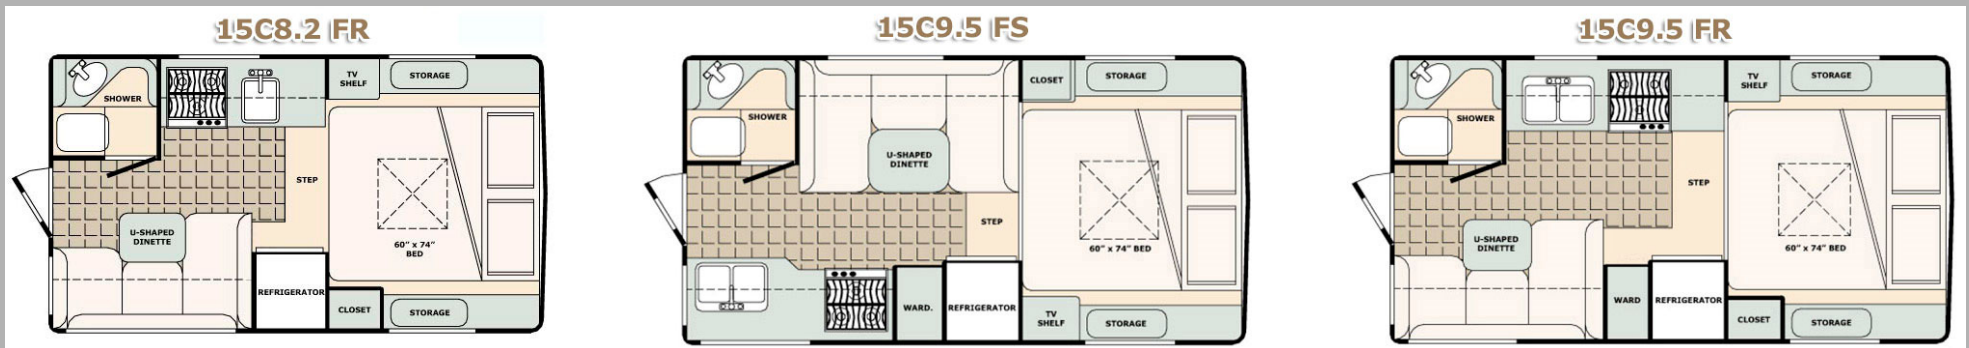 15C8.2 FR
TV
SHELF
STORAGE
SHOWER
STEP
U-SHAPED
DINETTE
60" x 74"
BED
REFRIGERATOR
CLOSET
STORAGE
15C9.5 FS
CLOSET
STORAGE
SHOWER
U-SHAPED
DINETTE
STEP
60" x 74" BED
WARD.
REFRIGERATOR
TV
SHELF
STORAGE
15C9.5 FR
TV
SHELF
STORAGE
SHOWER
STEP
U-SHAPED
DINETTE
60" x 74" BED
WARD
REFRIGERATOR
CLOSET
STORAGE